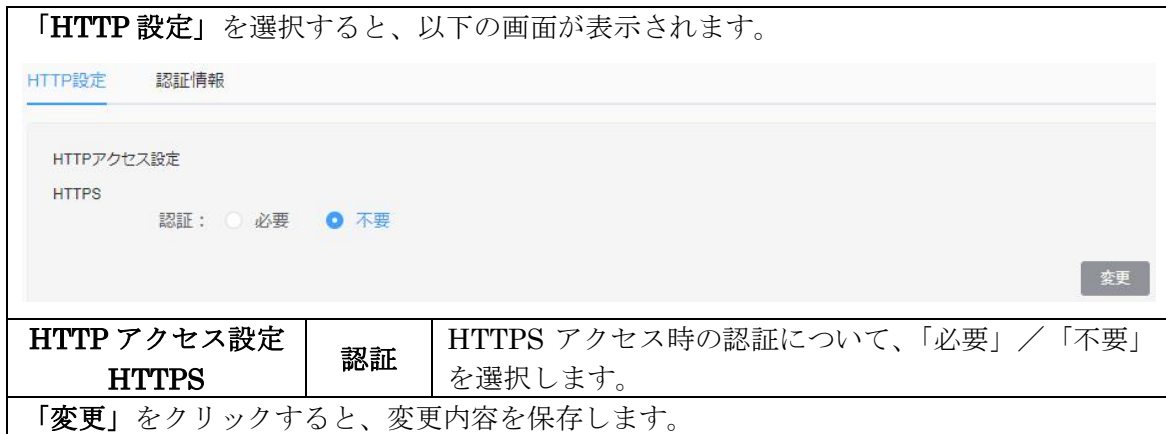 「HTTP 設定」を選択すると、以下の画面が表示されます。
HTTP設定 認証情報
HTTPアクセス設定
HTTPS
認証： 必要 不要
変更
HTTP アクセス設定
HTTPS
認証
HTTPS アクセス時の認証について、「必要」／「不要」
を選択します。
「変更」をクリックすると、変更内容を保存します。